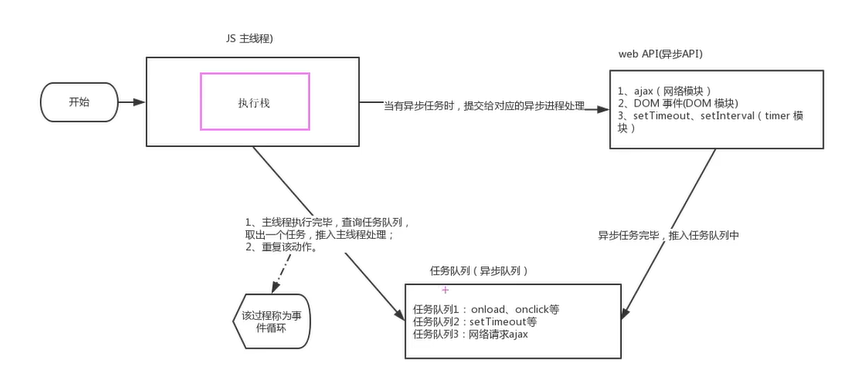 JS 主线程)
web API(异步API)
开始
执行栈
当有异步任务时，提交给对应的异步进程处理
1、ajax（网络模块）
2、DOM 事件(DOM 模块)
3、setTimeout、setInterval（timer 模
块）
1、主线程执行完毕，查询任务队列，
取出一个任务，推入主线程处理；
2、重复该动作。
异步任务完毕，推入任务队列中
任务队列（异步队列）
该过程称为事
件循环
任务队列1：onload、onclick等
任务队列2：setTimeout等
任务队列3：网络请求ajax